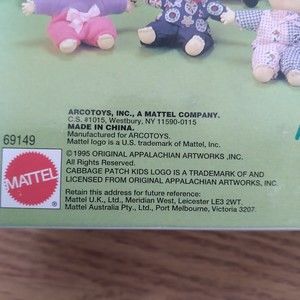 ARCOTOYS, INC., A MATTEL COMPANY.
C.S. #1015, Westbury, NY 11590-0115
MADE IN CHINA.
Manufactured for ARCOTOYS.
Mattel logo is a U.S. trademark of Mattel, Inc.
69149
©1995 ORIGINAL APPALACHIAN ARTWORKS ,INC.
All Rights Reserved.
CABBAGE PATCH KIDS LOGO IS A TRADEMARK OF AND
LICENSED FROM ORIGINAL APPALACHIAN ARTWORKS, INC.
MATTEL
Retain this address for future reference:
Mattel U.K., Ltd., Meridian West, Leicester LE3 2WT.
Mattel Australia Pty., Ltd., Port Melbourne, Victoria 3207.